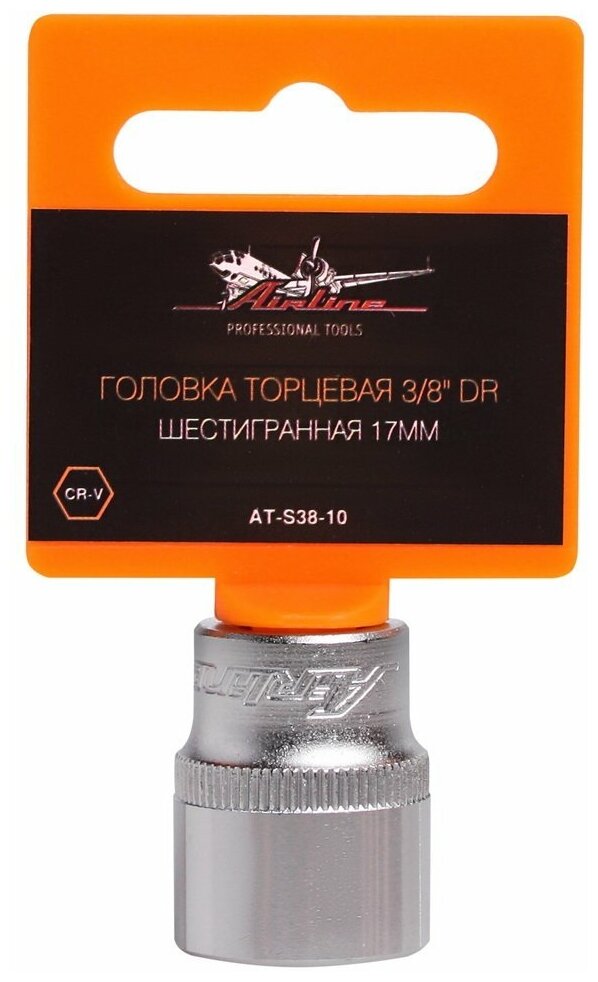 Airline
PROFESSIONAL TOOLS
ГОЛОВКА ТОРЦЕВАЯ 3/8" DR
ШЕСТИГРАННАЯ 17ММ
CR-V
AT-S38-10
Airline